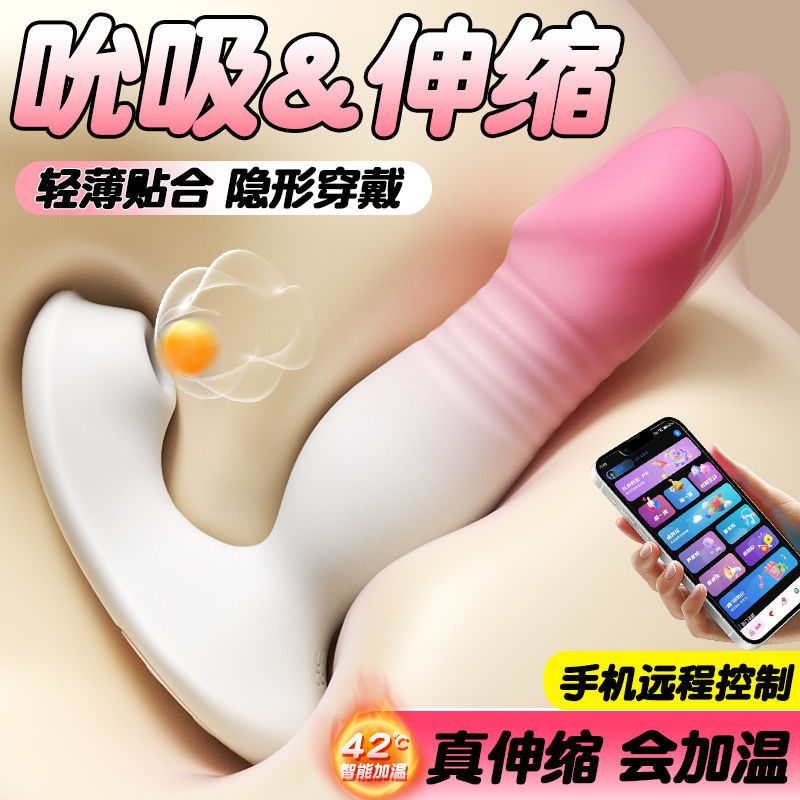 吮吸&伸缩
轻薄贴合 隐形穿戴
手机远程控制
42℃
智能加温
真伸缩 会加温